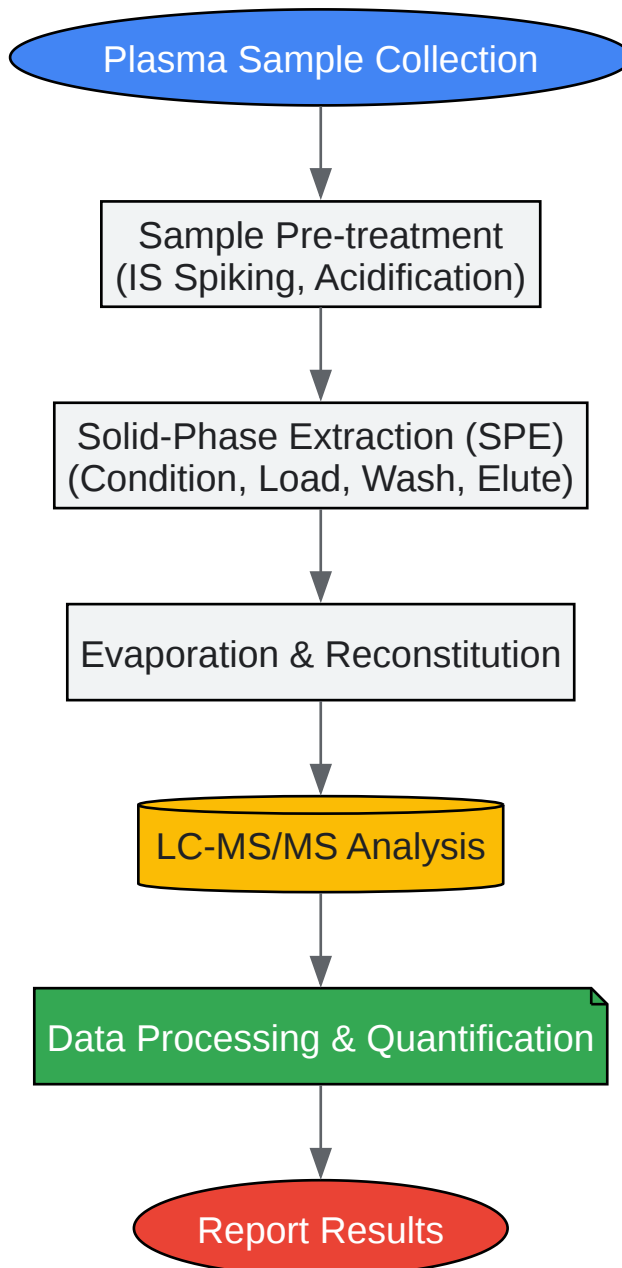 Plasma Sample Collection
Sample Pre-treatment
(IS Spiking, Acidification)
Solid-Phase Extraction (SPE)
(Condition, Load, Wash, Elute)
Evaporation & Reconstitution
LC-MS/MS Analysis
Data Processing & Quantification
Report Results